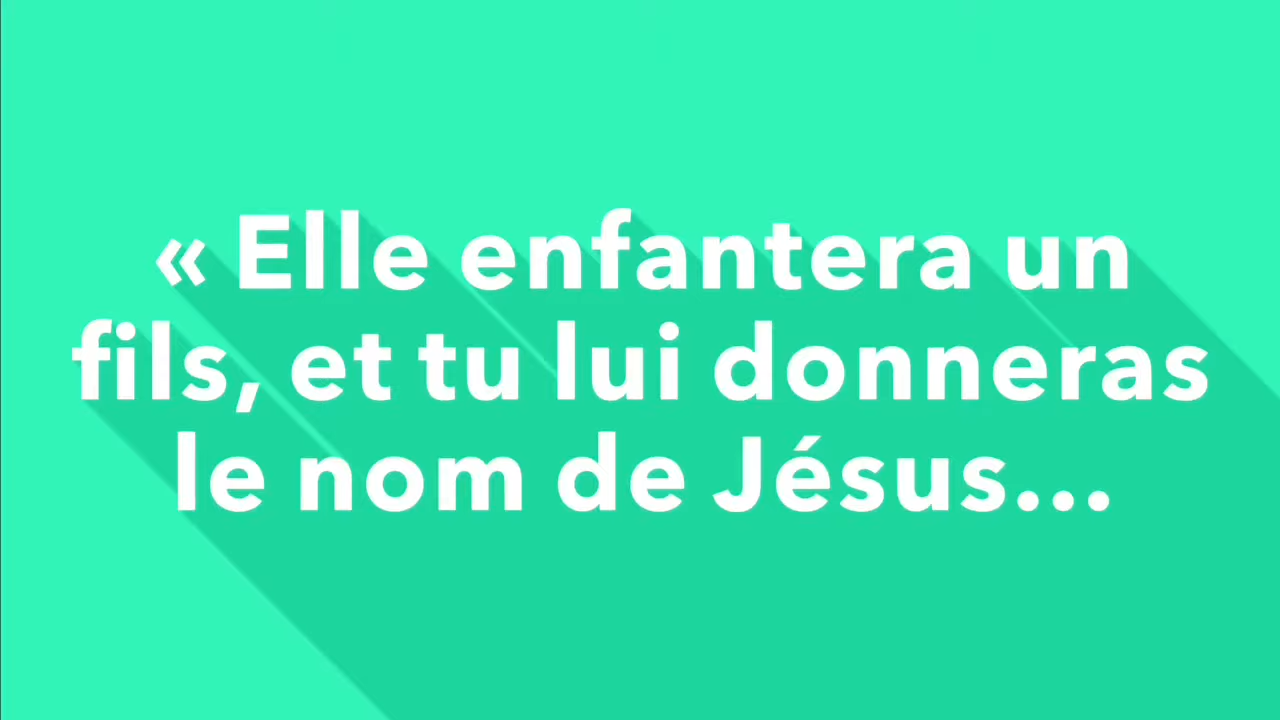 « Elle enfantera un
fils, et tu lui donneras
le nom de Jésus...